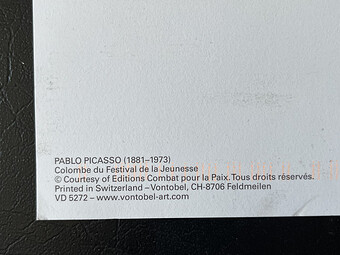 PABLO PICASSO (1881–1973)
Colombe du Festival de la Jeunesse
© Courtesy of Editions Combat pour la Paix. Tous droits réservés.
Printed in Switzerland – Vontobel, CH-8706 Feldmeilen
VD 5272 – www.vontobel-art.com